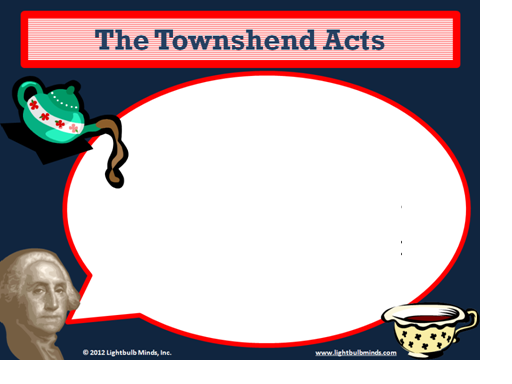 The Townshend Acts
© 2012 Lightbulb Minds, Inc.
www.lightbulbminds.com